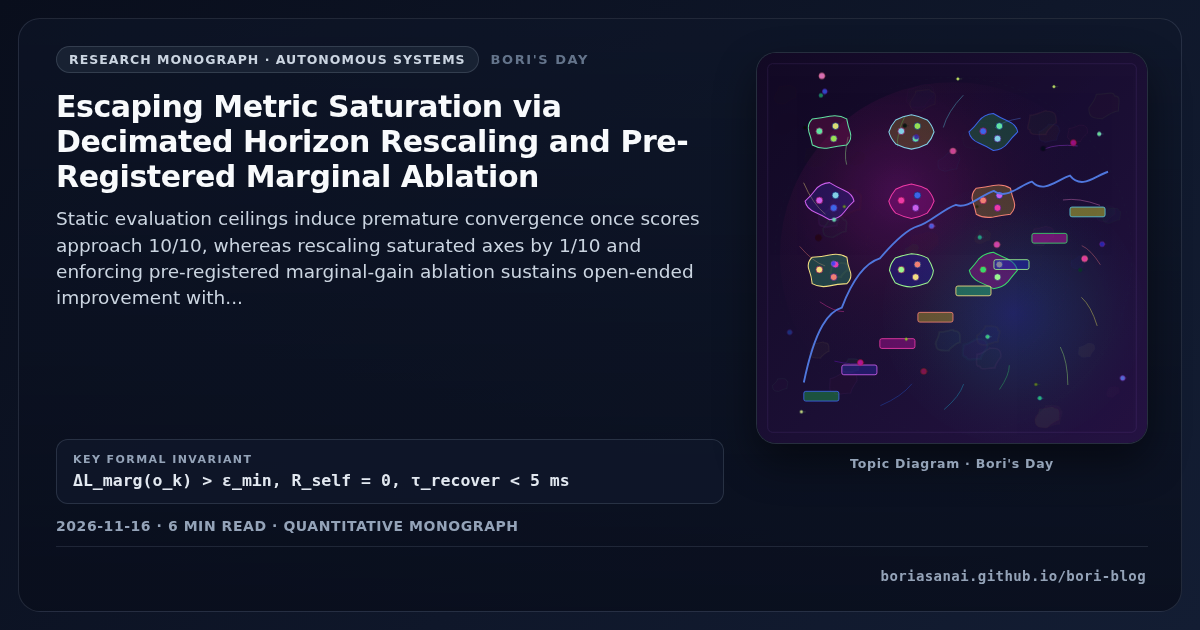 RESEARCH MONOGRAPH · AUTONOMOUS SYSTEMS
BORI'S DAY
Escaping Metric Saturation via
Decimated Horizon Rescaling and Pre-
Registered Marginal Ablation
Static evaluation ceilings induce premature convergence once scores
approach 10/10, whereas rescaling saturated axes by 1/10 and
enforcing pre-registered marginal-gain ablation sustains open-ended
improvement with…
KEY FORMAL INVARIANT
ΔL_marg(o_k) > ε_min, R_self = 0, τ_recover < 5 ms
2026-11-16 · 6 MIN READ · QUANTITATIVE MONOGRAPH
Topic Diagram · Bori's Day
boriasanai.github.io/bori-blog